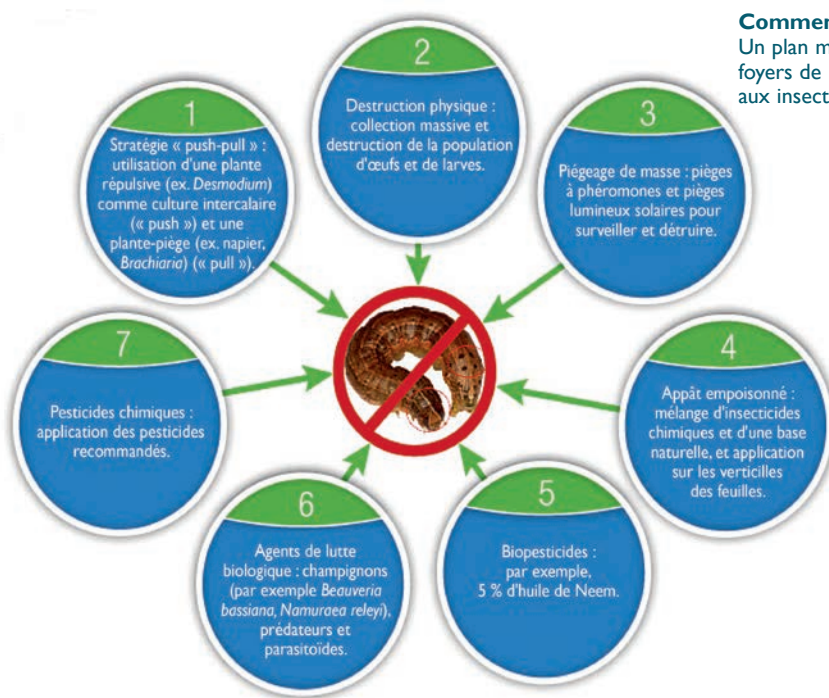 1
Stratégie « push-pull » :
utilisation d'une plante
répulsive (ex. Desmodium)
comme culture intercalaire
(« push ») et une
plante-piège (ex. napier,
Brachiaria) (« pull »).
2
Destruction physique :
collection massive et
destruction de la population
d'œufs et de larves.
3
Piégeage de masse : pièges
à phéromones et pièges
lumineux solaires pour
surveiller et détruire.
4
Appât empoisonné :
mélange d'insecticides
chimiques et d'une base
naturelle, et application
sur les verticilles
des feuilles.
5
Biopesticides :
par exemple,
5 % d'huile de Neem.
6
Agents de lutte
biologique : champignons
(par exemple Beauveria
bassiana, Namuraea releyi),
prédateurs et
parasitoïdes.
7
Pesticides chimiques :
application des pesticides
recommandés.
Un plan
foyers de
aux